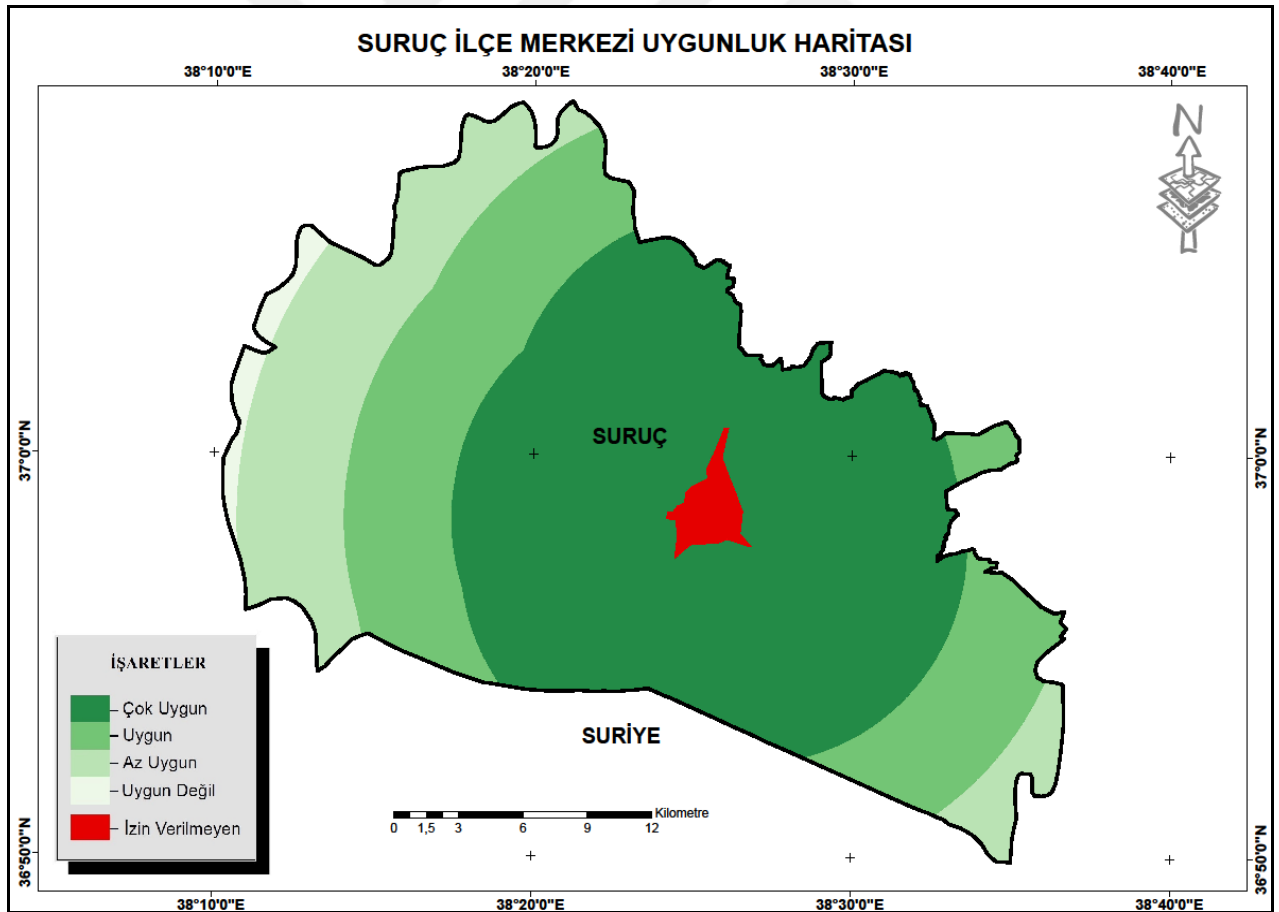 SURUÇ İLÇE MERKEZİ UYGUNLUK HARİTASI
38°10'0"E 38°20'0"E 38°30'0"E 38°40'0"E
N
37°0'0"N
37°0'0"N
SURUÇ
SURİYE
İŞARETLER
Çok Uygun
Uygun
Az Uygun
Uygun Değil
İzin Verilmeyen
Kilometre
0 1,5 3 6 9 12
36°50'0"N
36°50'0"N
38°10'0"E 38°20'0"E 38°30'0"E 38°40'0"E